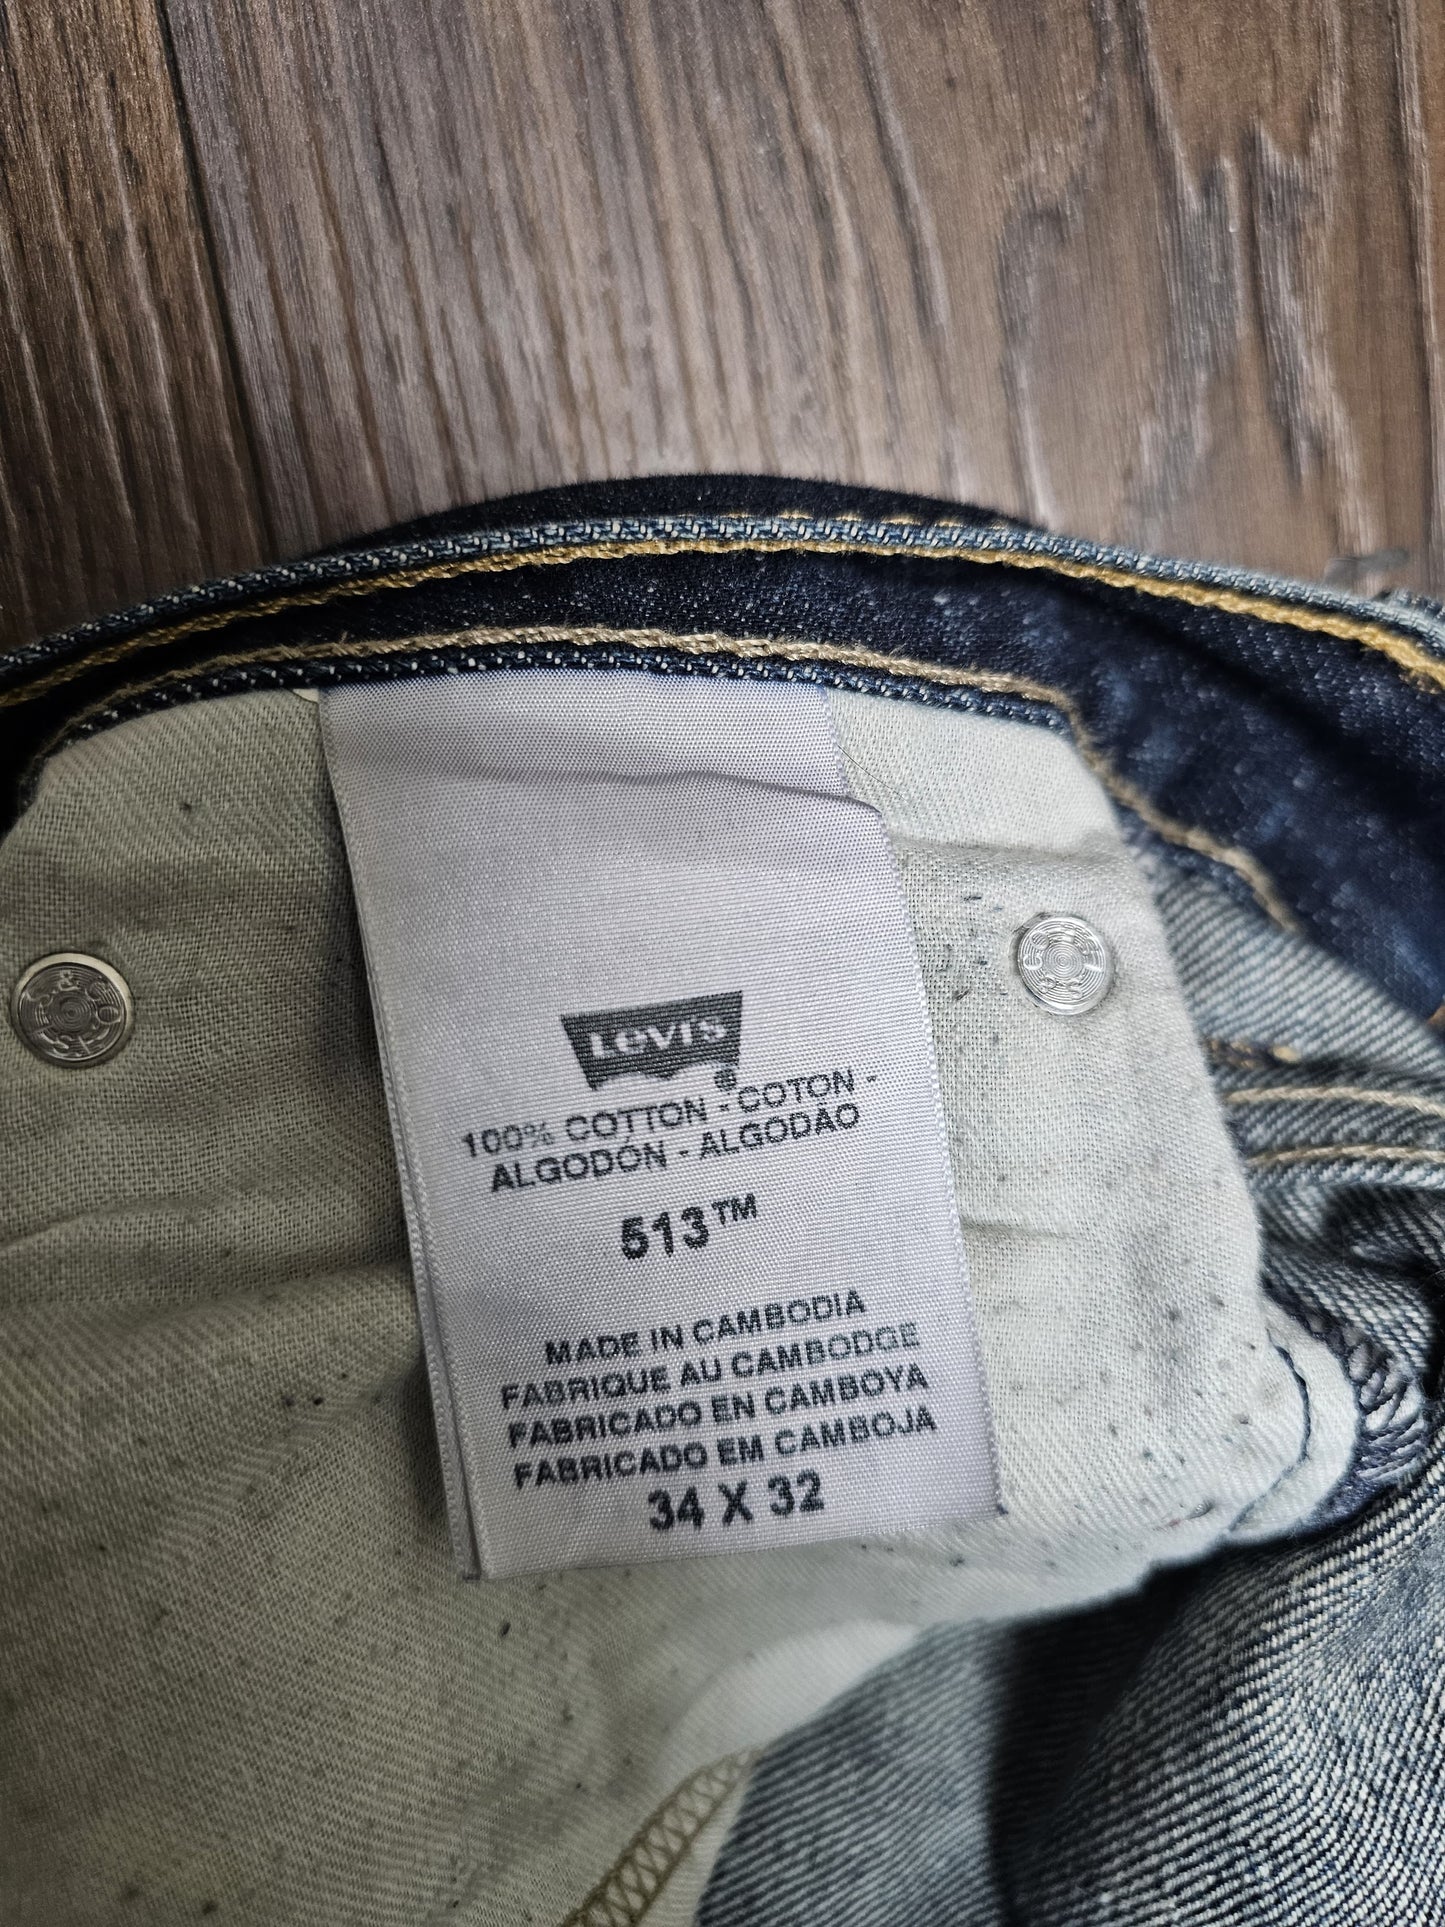 Levi's
®
100% COTTON - COTON -
ALGODÓN - ALGODÃO
513™
MADE IN CAMBODIA
FABRIQUE AU CAMBODGE
FABRICADO EN CAMBOYA
FABRICADO EM CAMBOJA
34 X 32